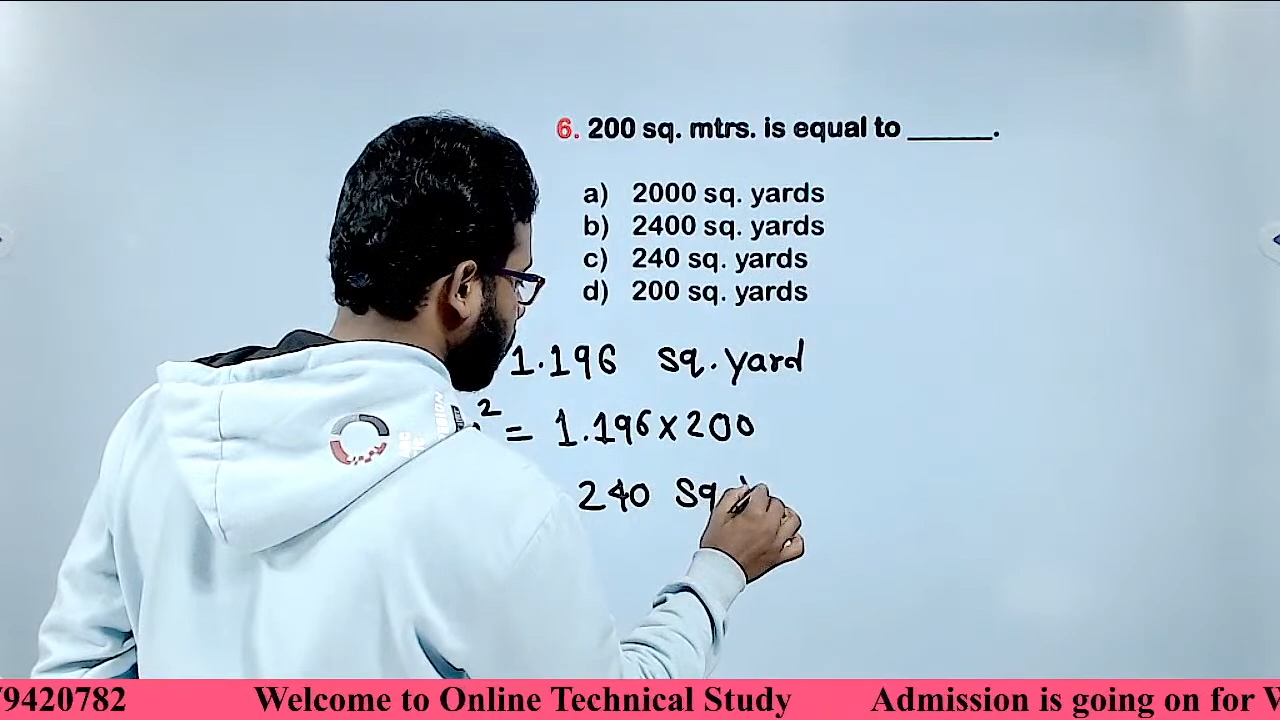 6. 200 sq. mtrs. is equal to ______.
a) 2000 sq. yards
b) 2400 sq. yards
c) 240 sq. yards
d) 200 sq. yards
1.196 sq. yard
2 = 1.196 x 200
240 sq
79420782 Welcome to Online Technical Study Admission is going on for